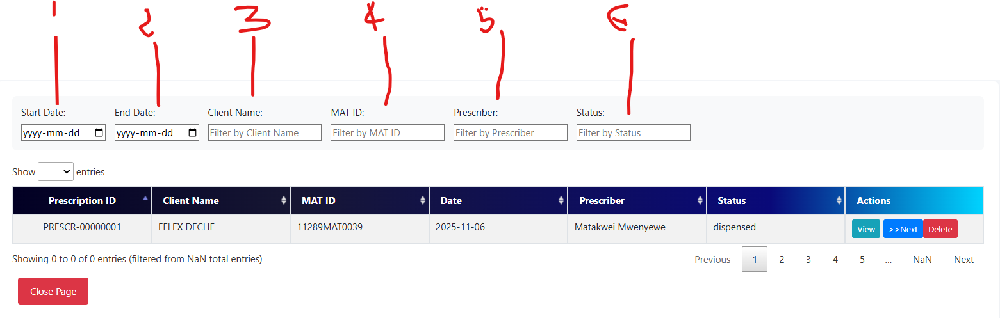 1 2 3 4 5 6
Start Date: End Date: Client Name: MAT ID: Prescriber: Status:
yyyy-mm-dd yyyy-mm-dd Filter by Client Name Filter by MAT ID Filter by Prescriber Filter by Status
Show entries
Prescription ID Client Name MAT ID Date Prescriber Status Actions
PRESCR-00000001 FELEX DECHE 11289MAT0039 2025-11-06 Matakwei Mwenyewe dispensed View >>Next Delete
Showing 0 to 0 of 0 entries (filtered from NaN total entries) Previous 1 2 3 4 5 ... NaN Next
Close Page